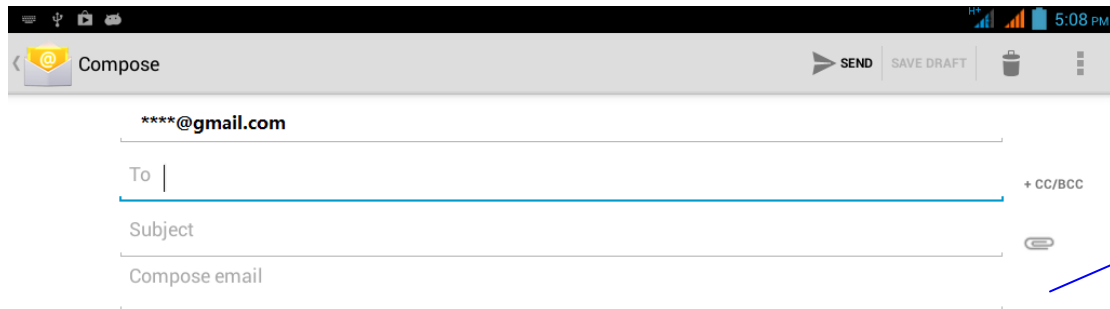 H+ 5:08 PM
Compose SEND SAVE DRAFT
****@gmail.com
To
+ CC/BCC
Subject
Compose email